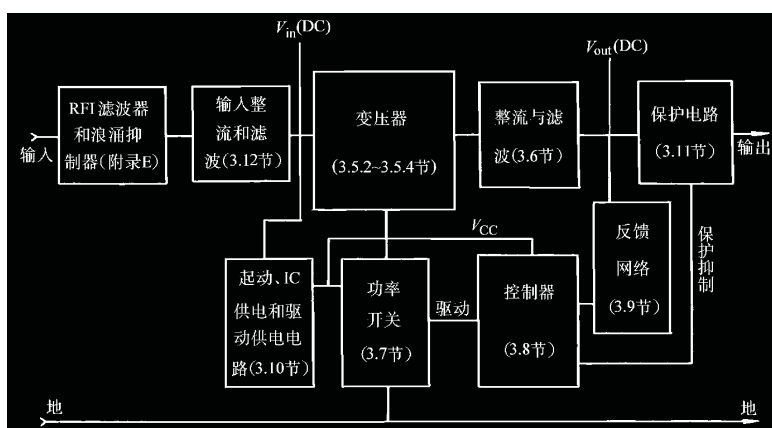 Vin(DC)
Vout(DC)
输入
RFI 滤波器
和浪涌抑
制器(附录E)
输入整
流和滤
波(3.12节)
变压器
(3.5.2~3.5.4节)
整流与滤
波(3.6节)
保护电路
(3.11节)
输出
VCC
起动、IC
供电和驱
动供电电
路(3.10节)
功率
开关
(3.7节)
驱动
控制器
(3.8节)
反馈
网络
(3.9节)
保护抑制
地
地